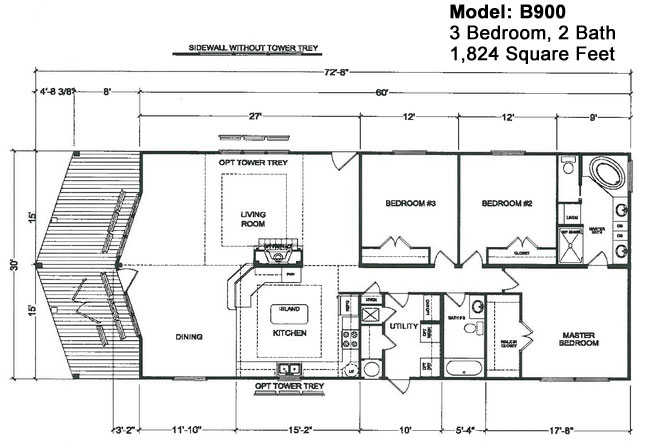 Model: B900
3 Bedroom, 2 Bath
1,824 Square Feet
SIDEWALL WITHOUT TOWER TREY
72'-8"
4'-8 3/8"
8'
60'
27'
12'
12'
9'
OPT TOWER TREY
LIVING
ROOM
BEDROOM #3
BEDROOM #2
LINEN
MASTER
BATH
CLOSET
15'
30'
15'
PAN
ISLAND
KITCHEN
DINING
REFG
LINEN
UTILITY
BATH #2
WALK-IN
CLOSET
MASTER
BEDROOM
OPT TOWER TREY
3'-2"
11'-10"
15'-2"
10'
5'-4"
17'-8"